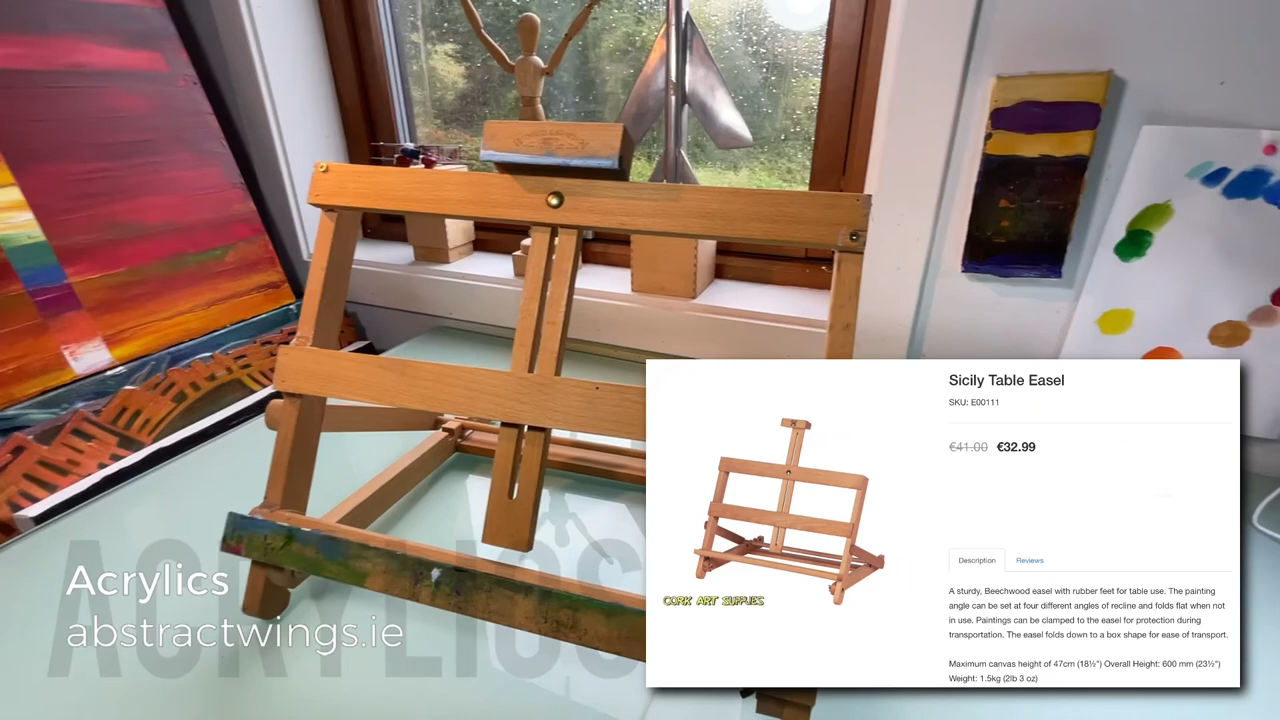 ACRYLICS
Acrylics
abstractwings.ie
Sicily Table Easel
SKU: E00111
€41.00 €32.99
Description Reviews
CORK ART SUPPLIES
A sturdy, Beechwood easel with rubber feet for table use. The painting
angle can be set at four different angles of recline and folds flat when not
in use. Paintings can be clamped to the easel for protection during
transportation. The easel folds down to a box shape for ease of transport.
Maximum canvas height of 47cm (18½") Overall Height: 600 mm (23½")
Weight: 1.5kg (2lb 3 oz)